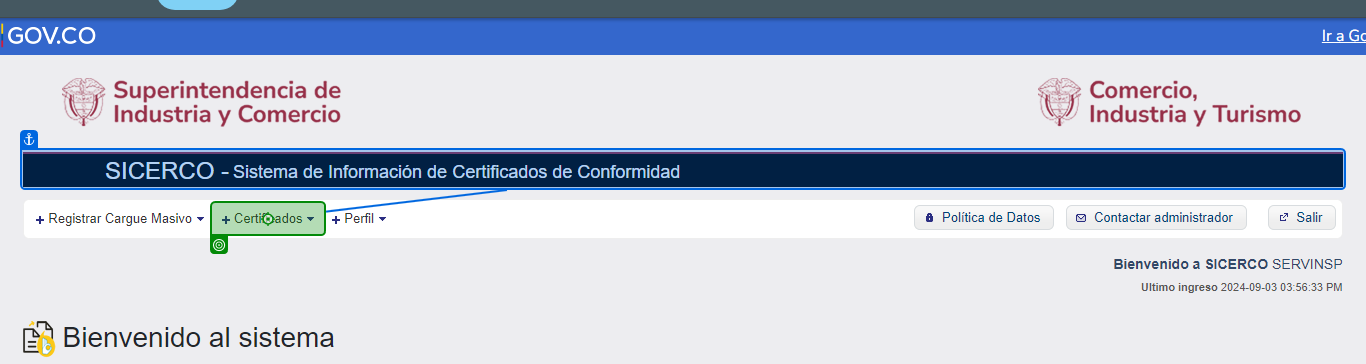 GOV.CO
Ir a Go
Superintendencia de
Industria y Comercio
Comercio,
Industria y Turismo
SICERCO - Sistema de Información de Certificados de Conformidad
+ Registrar Cargue Masivo
+ Certificados
+ Perfil
Política de Datos
Contactar administrador
Salir
Bienvenido a SICERCO SERVINSP
Ultimo ingreso 2024-09-03 03:56:33 PM
Bienvenido al sistema